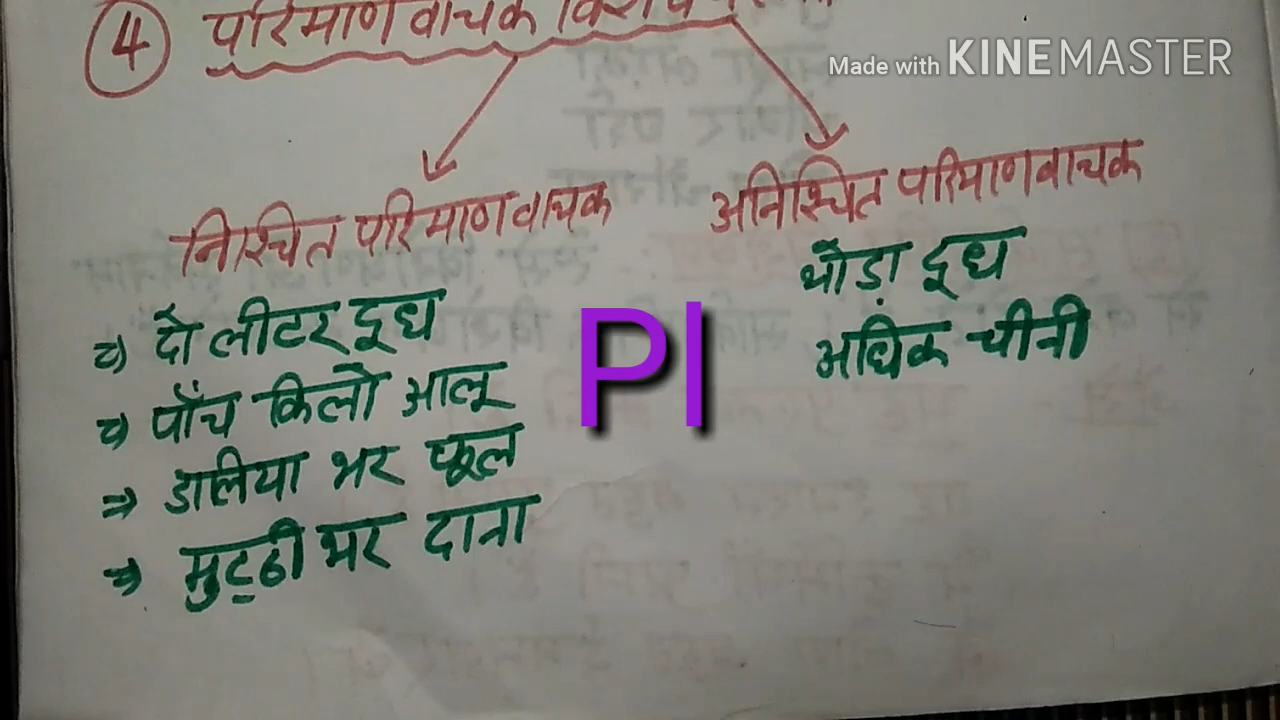 ④ परिमाणवाचक
Made with KINEMASTER
निश्चित परिमाणवाचक
अनिश्चित परिमाणवाचक
⇒ दो लीटर दूध
⇒ पाँच किलो आलू
⇒ डालिया भर फूल
⇒ मुट्ठी भर दाना
थोड़ा दूध
अधिक चीनी
PI